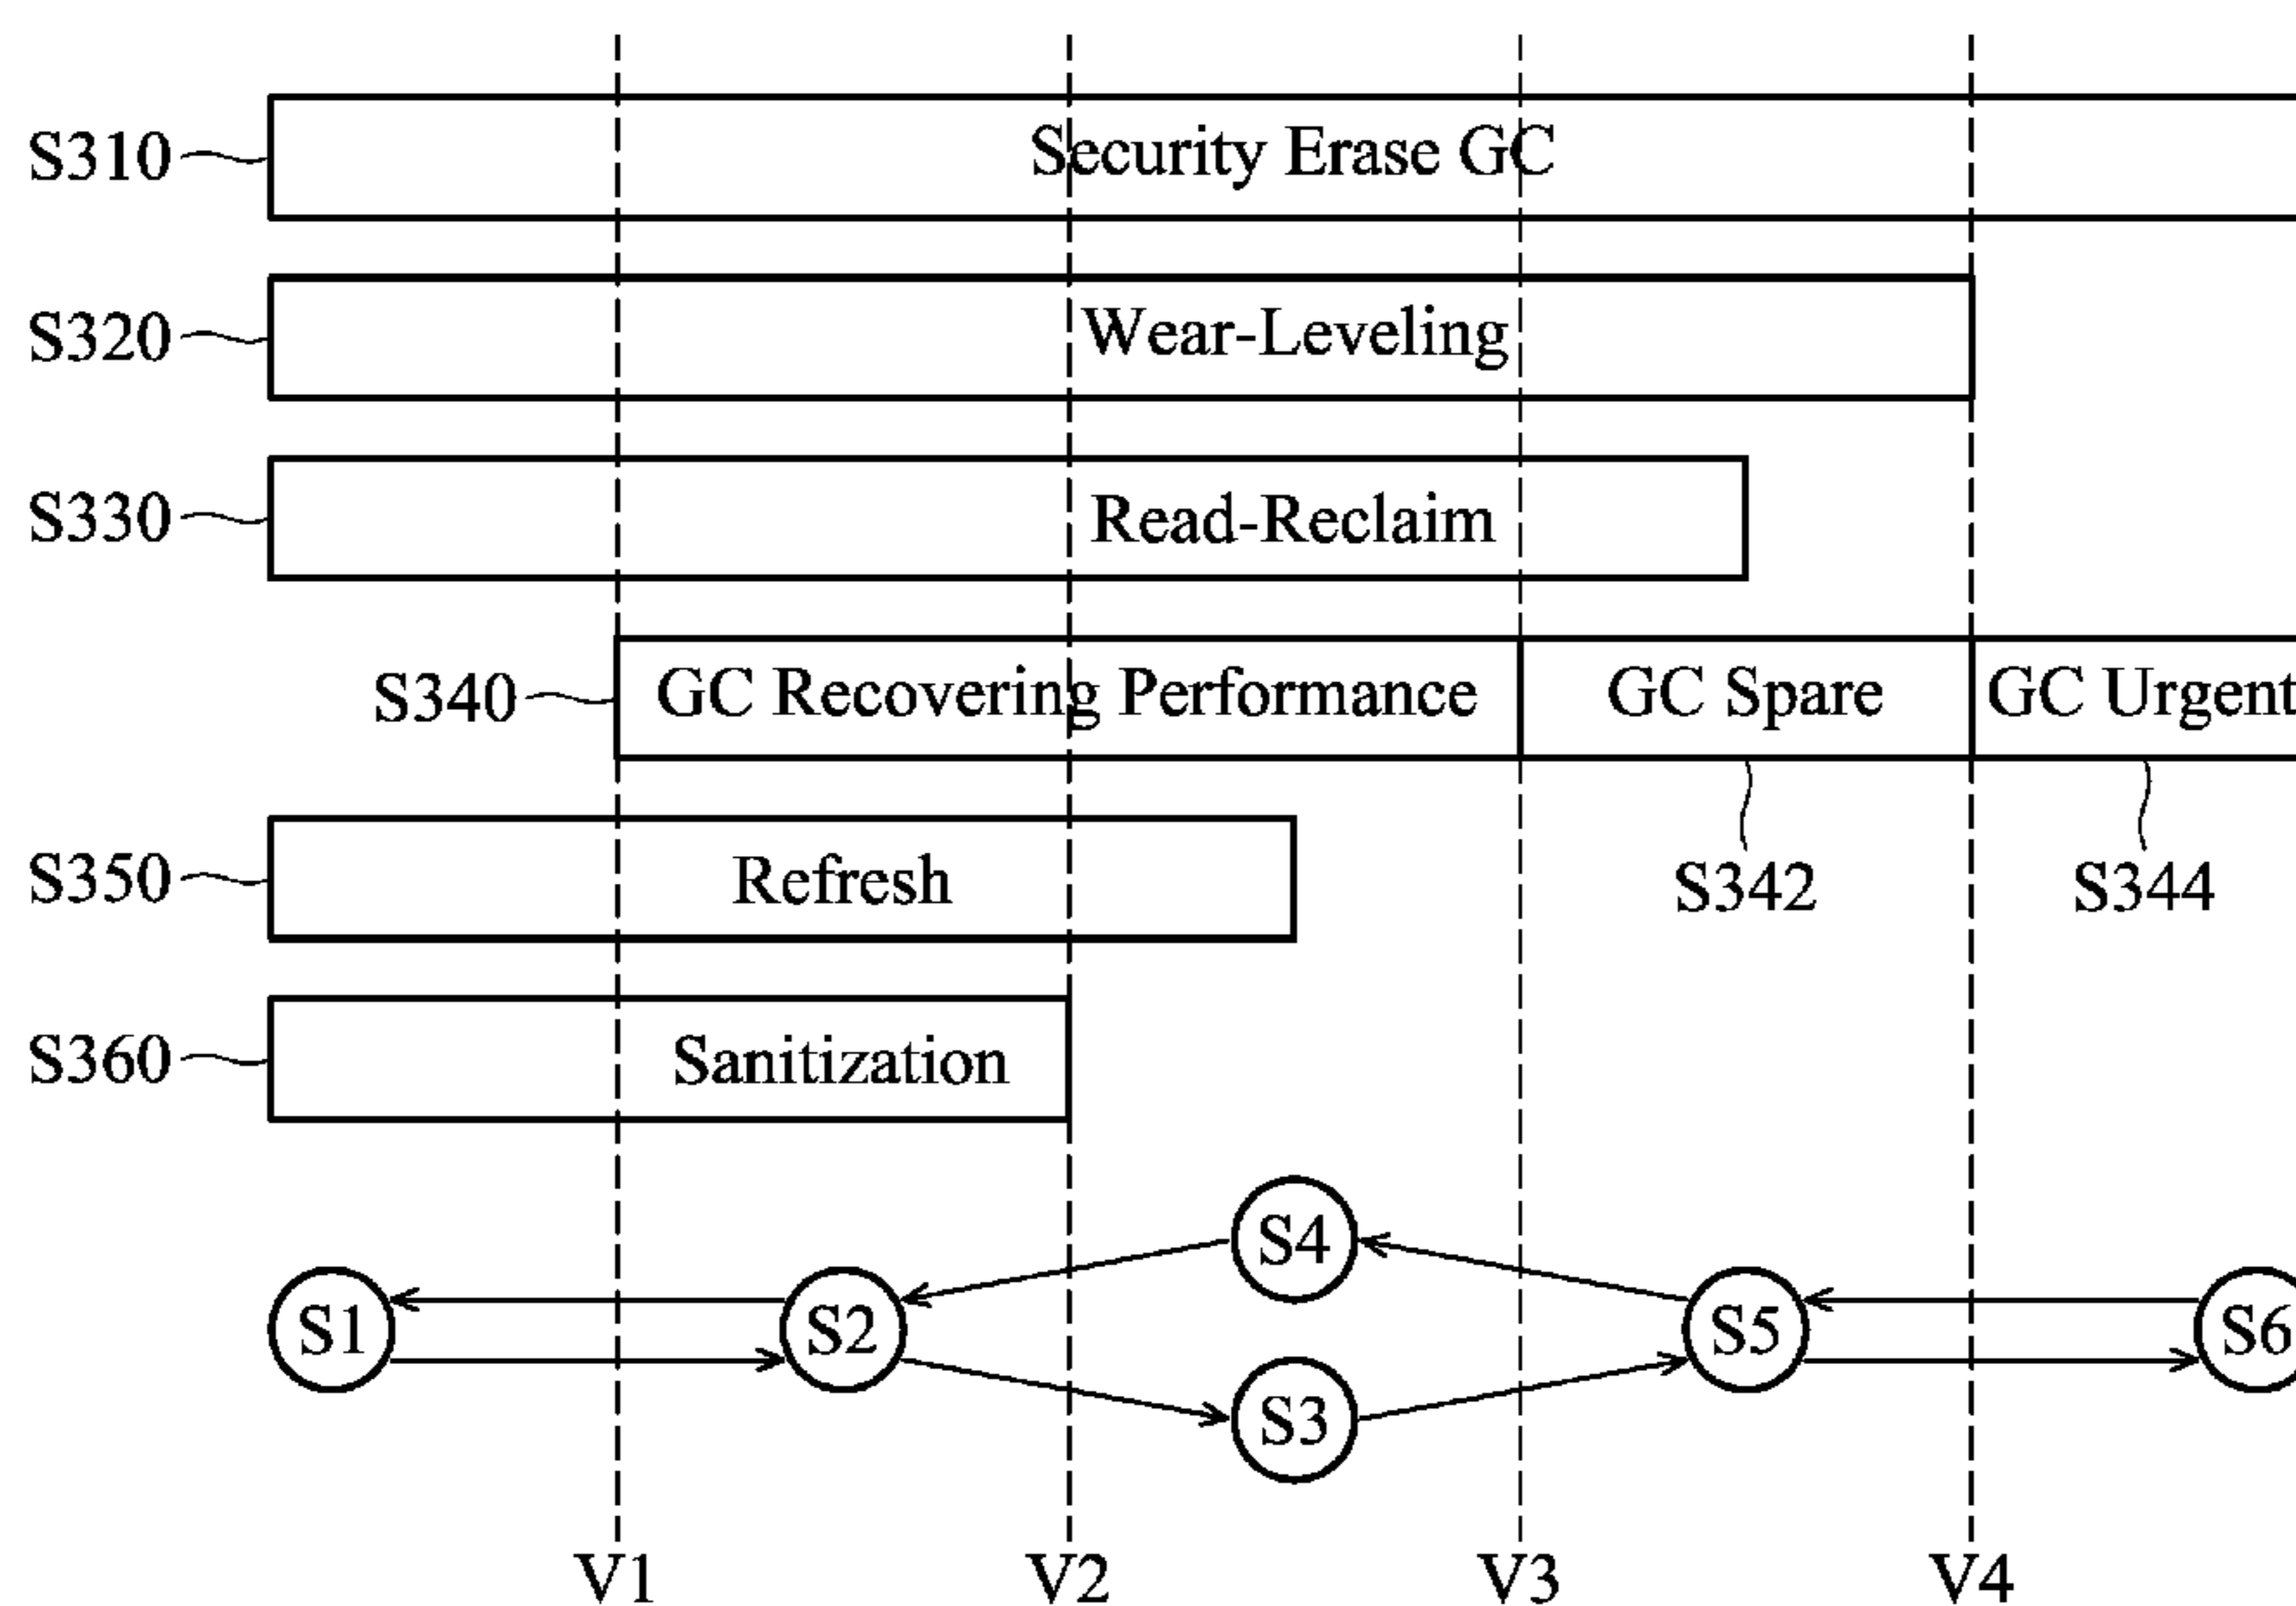 S310 Security Erase GC
S320 Wear-Leveling
S330 Read-Reclaim
S340 GC Recovering Performance GC Spare GC Urgent
S350 Refresh S342 S344
S360 Sanitization
S4
S1 S2 S5 S6
S3
V1 V2 V3 V4